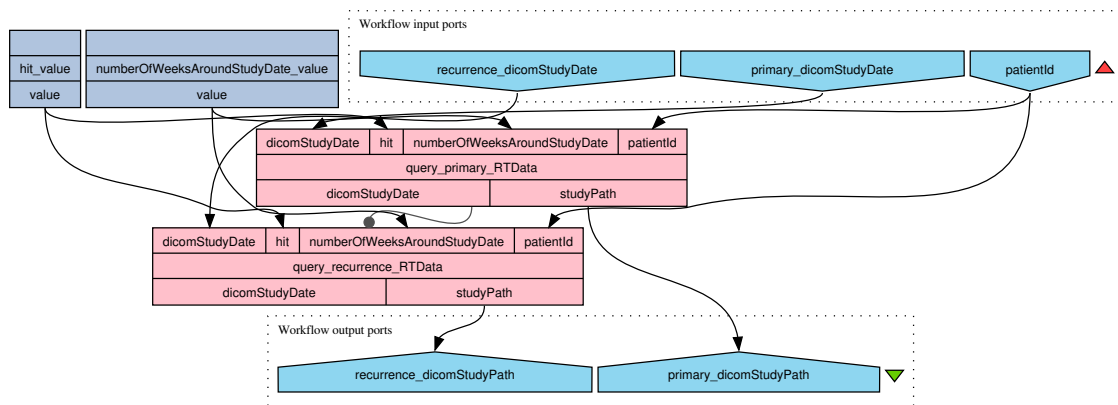 Workflow input ports
hit_value
numberOfWeeksAroundStudyDate_value
value
value
recurrence_dicomStudyDate
primary_dicomStudyDate
patientId
dicomStudyDate
hit
numberOfWeeksAroundStudyDate
patientId
query_primary_RTData
dicomStudyDate
studyPath
dicomStudyDate
hit
numberOfWeeksAroundStudyDate
patientId
query_recurrence_RTData
dicomStudyDate
studyPath
Workflow output ports
recurrence_dicomStudyPath
primary_dicomStudyPath